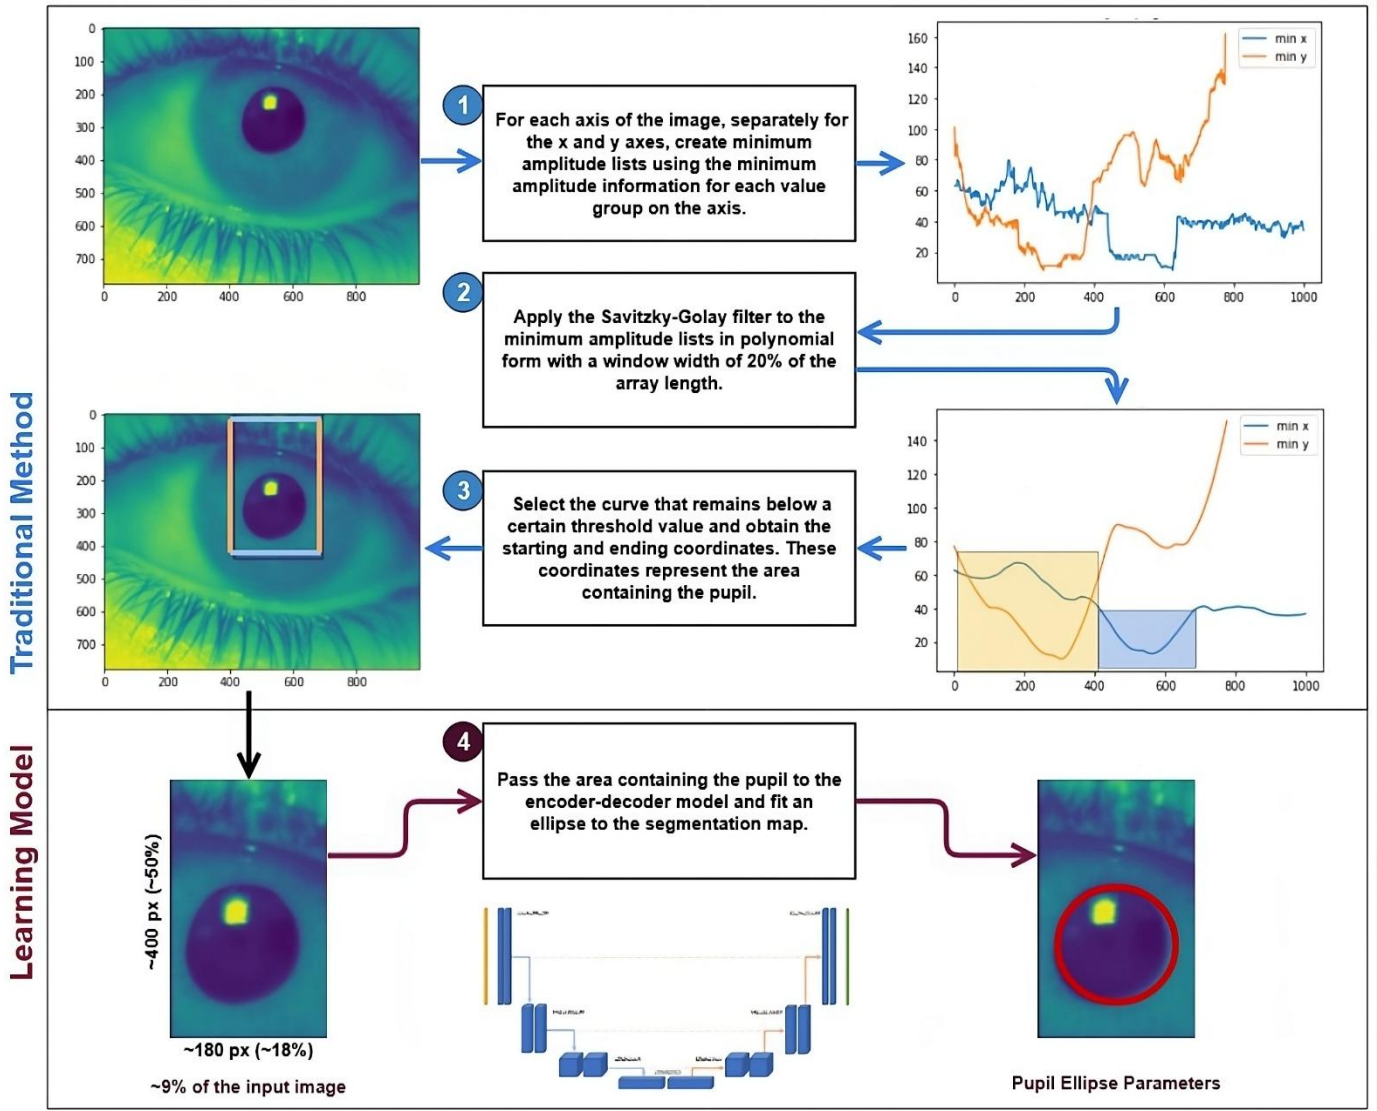 Traditional Method
Learning Model
0
100
200
300
400
500
600
700
0
200
400
600
800
1
For each axis of the image, separately for
the x and y axes, create minimum
amplitude lists using the minimum
amplitude information for each value
group on the axis.
160
140
120
100
80
60
40
20
0
200
400
600
800
1000
min x
min y
2
Apply the Savitzky-Golay filter to the
minimum amplitude lists in polynomial
form with a window width of 20% of the
array length.
0
100
200
300
400
500
600
700
0
200
400
600
800
3
Select the curve that remains below a
certain threshold value and obtain the
starting and ending coordinates. These
coordinates represent the area
containing the pupil.
140
120
100
80
60
40
20
0
200
400
600
800
1000
min x
min y
4
Pass the area containing the pupil to the
encoder-decoder model and fit an
ellipse to the segmentation map.
~400 px (~50%)
~180 px (~18%)
~9% of the input image
Pupil Ellipse Parameters